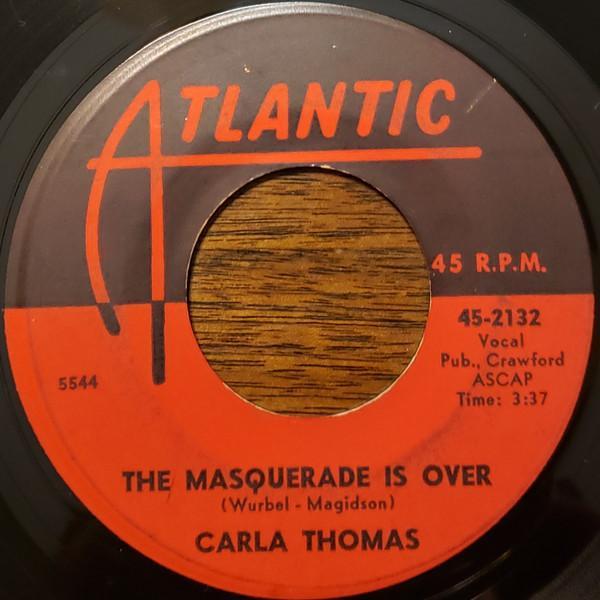 ATLANTIC
45 R.P.M.
45-2132
Vocal
Pub., Crawford
ASCAP
Time: 3:37
5544
THE MASQUERADE IS OVER
(Wurbel - Magidson)
CARLA THOMAS